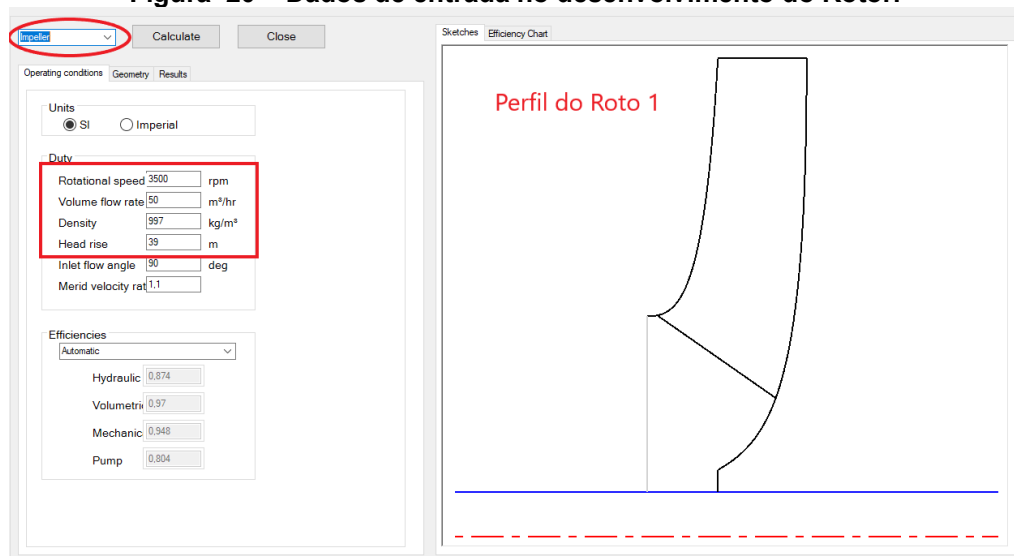 Figura – Dados de entrada no desenvolvimento do Rotor.
Impeller Calculate Close
Sketches Efficiency Chart
Operating conditions Geometry Results
Units
SI Imperial
Duty
Rotational speed 3500 rpm
Volume flow rate 50 m³/hr
Density 997 kg/m³
Head rise 39 m
Inlet flow angle 90 deg
Merid velocity rat 1,1
Efficiencies
Automatic
Hydraulic 0,874
Volumetri 0,97
Mechanic 0,948
Pump 0,804
Perfil do Roto 1